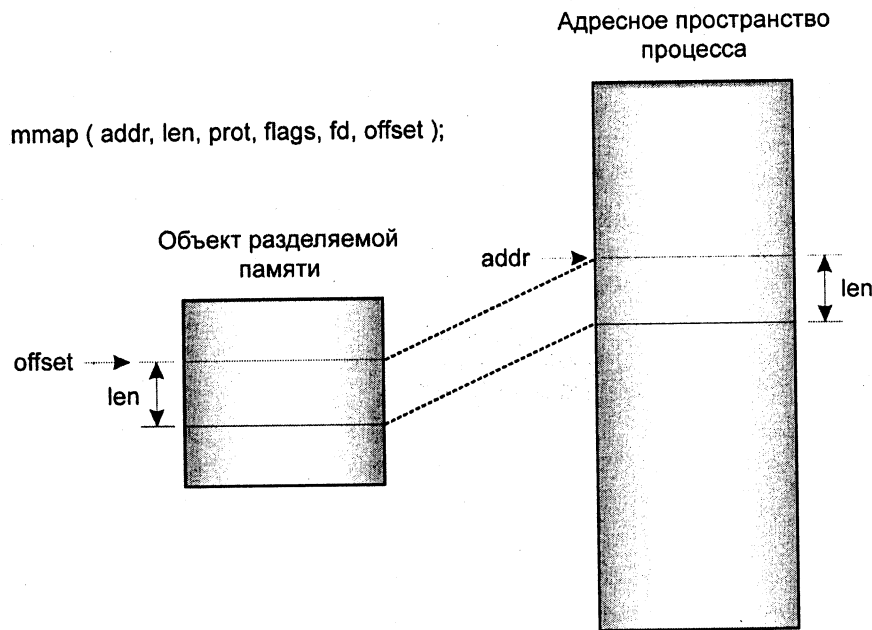 Адресное пространство
процесса
mmap ( addr, len, prot, flags, fd, offset );
Объект разделяемой
памяти
addr
len
offset
len